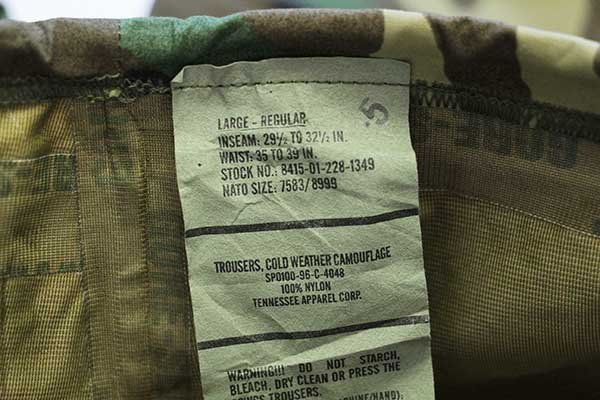 LARGE - REGULAR
INSEAM: 29½ TO 32½ IN.
WAIST: 35 TO 39 IN.
STOCK NO.: 8415-01-228-1349
NATO SIZE: 7583/8999
5
TROUSERS, COLD WEATHER CAMOUFLAGE
SPO100-96-C-4048
100% NYLON
TENNESSEE APPAREL CORP.
WARNING!!! DO NOT STARCH,
BLEACH, DRY CLEAN OR PRESS THE